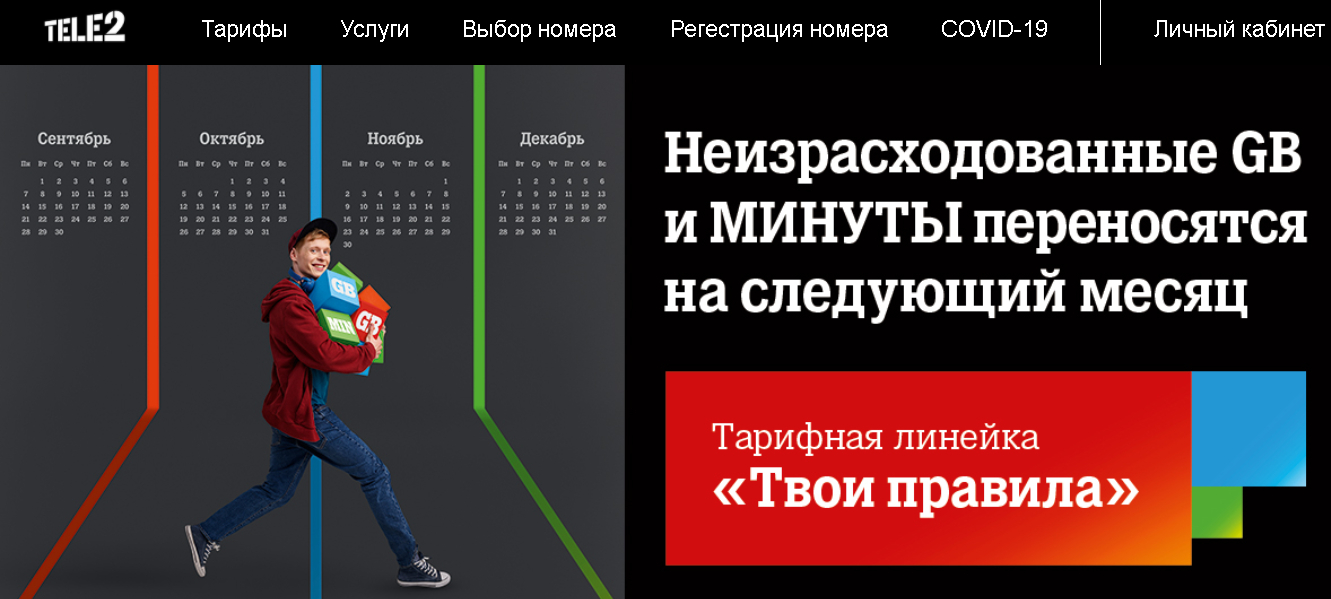 TELE2
Тарифы
Услуги
Выбор номера
Регестрация номера
COVID-19
Личный кабинет
Сентябрь
Пн Вт Ср Чт Пт Сб Вс
1 2 3 4 5 6
7 8 9 10 11 12 13
14 15 16 17 18 19 20
21 22 23 24 25 26 27
28 29 30
Октябрь
Пн Вт Ср Чт Пт Сб Вс
1 2 3 4
5 6 7 8 9 10 11
12 13 14 15 16 17 18
19 20 21 22 23 24 25
26 27 28 29 30 31
Ноябрь
Пн Вт Ср Чт Пт Сб Вс
1
2 3 4 5 6 7 8
9 10 11 12 13 14 15
16 17 18 19 20 21 22
23 24 25 26 27 28 29
30
Декабрь
Пн Вт Ср Чт Пт Сб Вс
1 2 3 4 5 6
7 8 9 10 11 12 13
14 15 16 17 18 19 20
21 22 23 24 25 26 27
28 29 30 31
GB
MIN
GB
Неизрасходованные GB
и МИНУТЫ переносятся
на следующий месяц
Тарифная линейка
«Твои правила»